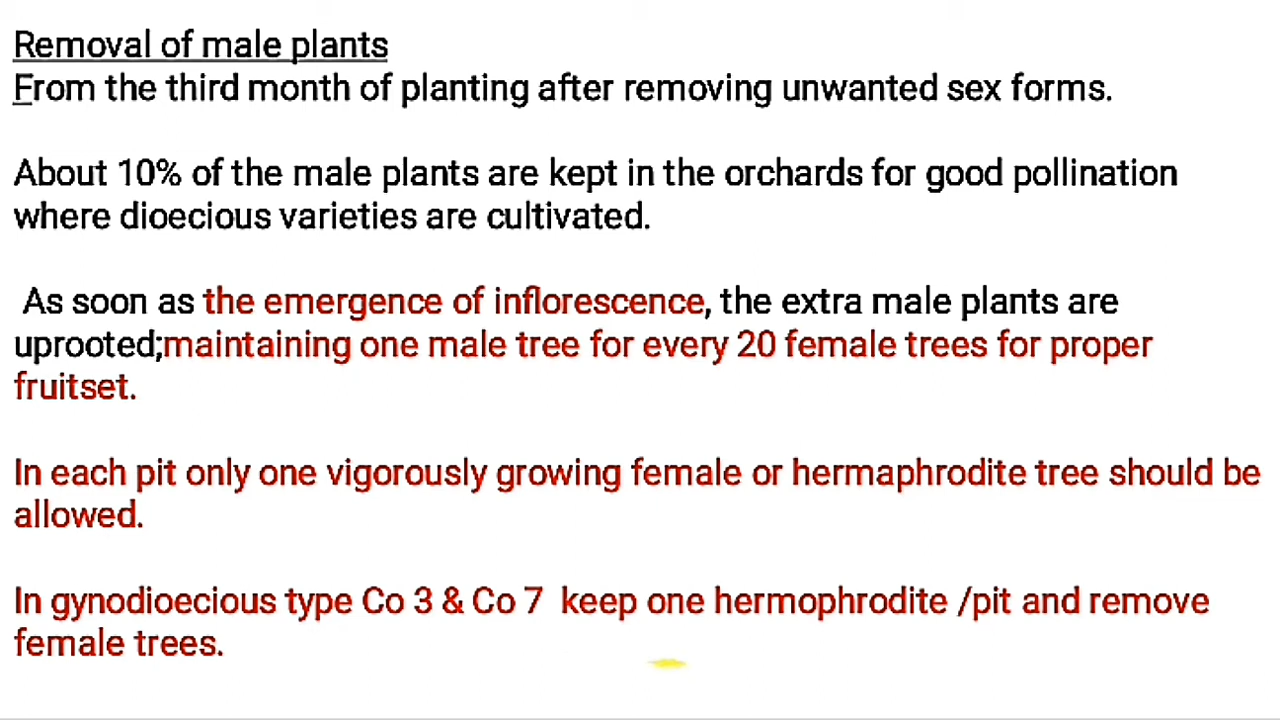 Removal of male plants
From the third month of planting after removing unwanted sex forms.
About 10% of the male plants are kept in the orchards for good pollination
where dioecious varieties are cultivated.
As soon as the emergence of inflorescence, the extra male plants are
uprooted;maintaining one male tree for every 20 female trees for proper
fruitset.
In each pit only one vigorously growing female or hermaphrodite tree should be
allowed.
In gynodioecious type Co 3 & Co 7 keep one hermophrodite /pit and remove
female trees.